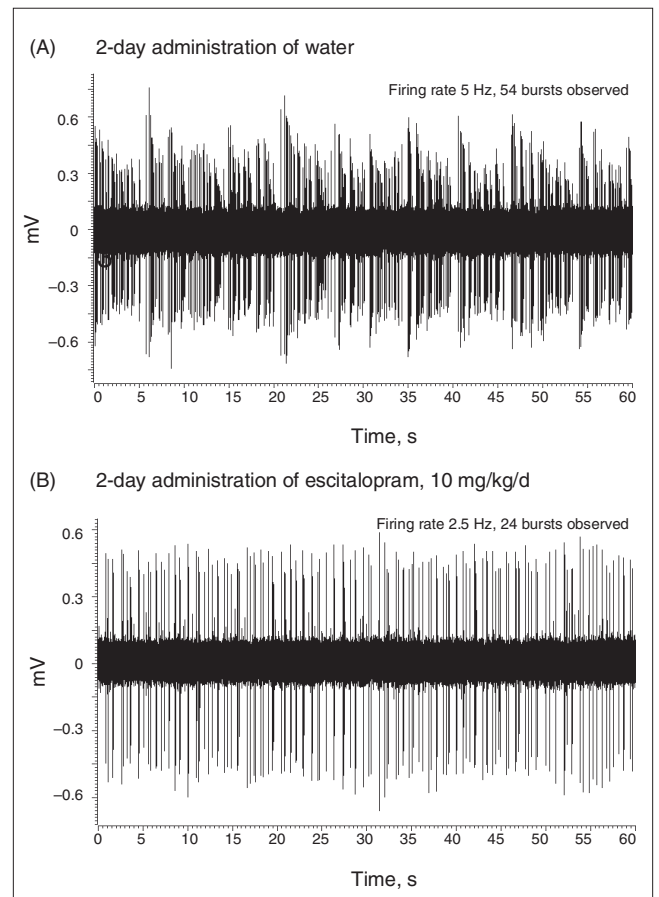 (A) 2-day administration of water
Firing rate 5 Hz, 54 bursts observed
0.6
0.3
0
−0.3
−0.6
mV
0 5 10 15 20 25 30 35 40 45 50 55 60
Time, s
(B) 2-day administration of escitalopram, 10 mg/kg/d
Firing rate 2.5 Hz, 24 bursts observed
0.6
0.3
0
−0.3
−0.6
mV
0 5 10 15 20 25 30 35 40 45 50 55 60
Time, s